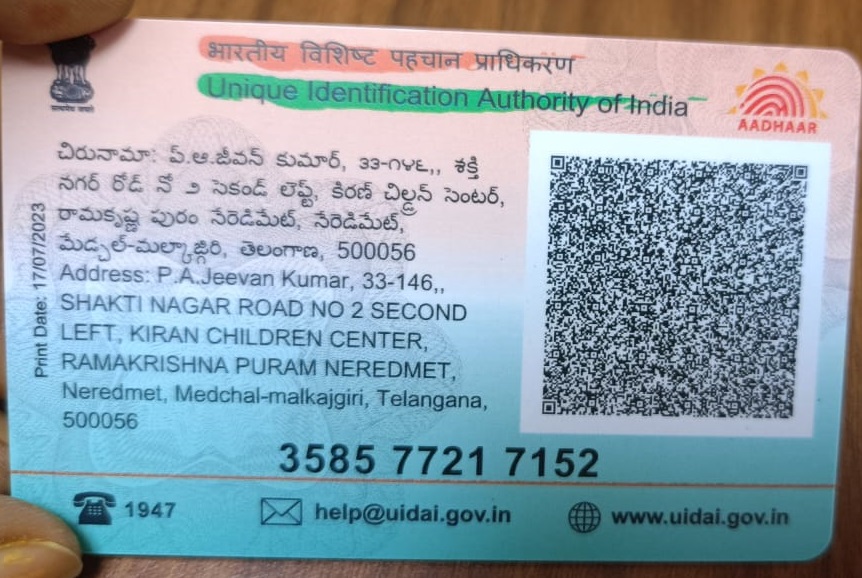 भारतीय विशिष्ट पहचान प्राधिकरण
Unique Identification Authority of India
AADHAAR
చిరునామా: ప్.ఆ.జీవన్ కుమార్, ౩౩-౧౪౬,, శక్తి
నగర్ రోడ్ నో ౨ సెకండ్ లెఫ్ట్, కిరణ్ చిల్డ్రన్ సెంటర్,
రామకృష్ణ పురం నేరెడిమేట్, నేరెడిమేట్,
మేడ్చల్-మల్కాజ్గిరి, తెలంగాణ, 500056
Address: P.A.Jeevan Kumar, 33-146,,
SHAKTI NAGAR ROAD NO 2 SECOND
LEFT, KIRAN CHILDREN CENTER,
RAMAKRISHNA PURAM NEREDMET,
Neredmet, Medchal-malkajgiri, Telangana,
500056
Print Date: 17/07/2023
3585 7721 7152
1947
help@uidai.gov.in
www.uidai.gov.in